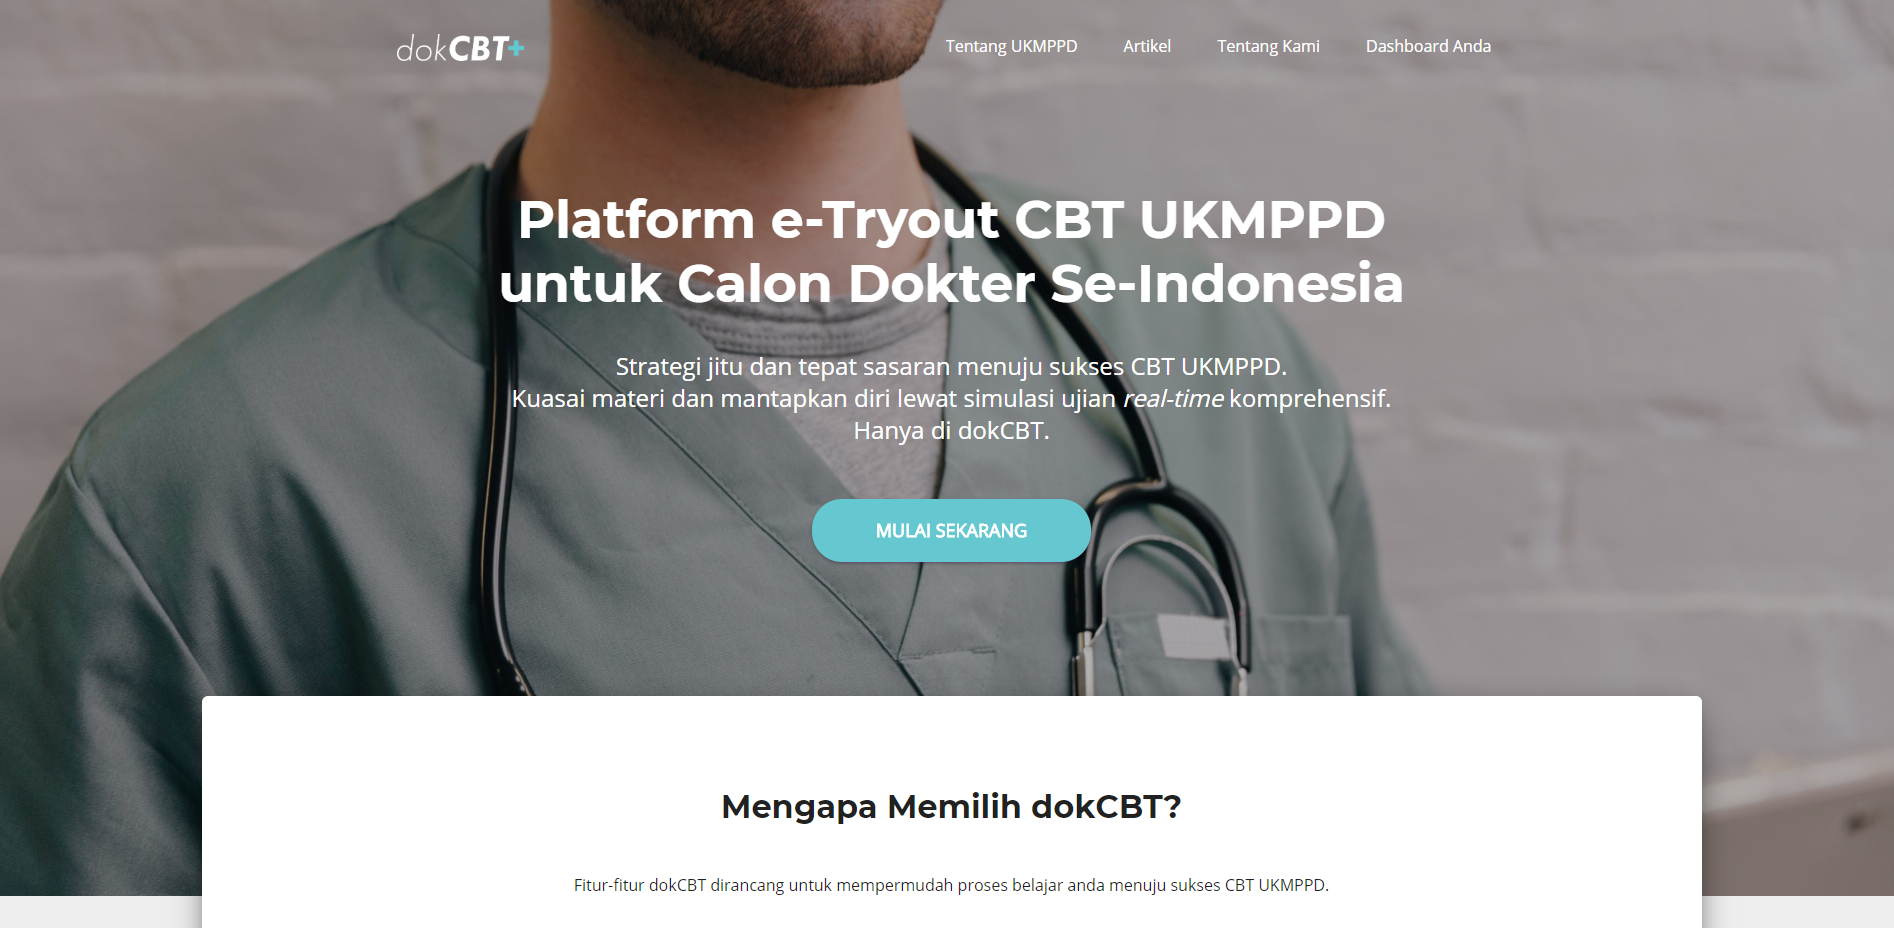 dokCBT+
Tentang UKMPPD
Artikel
Tentang Kami
Dashboard Anda
Platform e-Tryout CBT UKMPPD
untuk Calon Dokter Se-Indonesia
Strategi jitu dan tepat sasaran menuju sukses CBT UKMPPD.
Kuasai materi dan mantapkan diri lewat simulasi ujian real-time komprehensif.
Hanya di dokCBT.
MULAI SEKARANG
Mengapa Memilih dokCBT?
Fitur-fitur dokCBT dirancang untuk mempermudah proses belajar anda menuju sukses CBT UKMPPD.